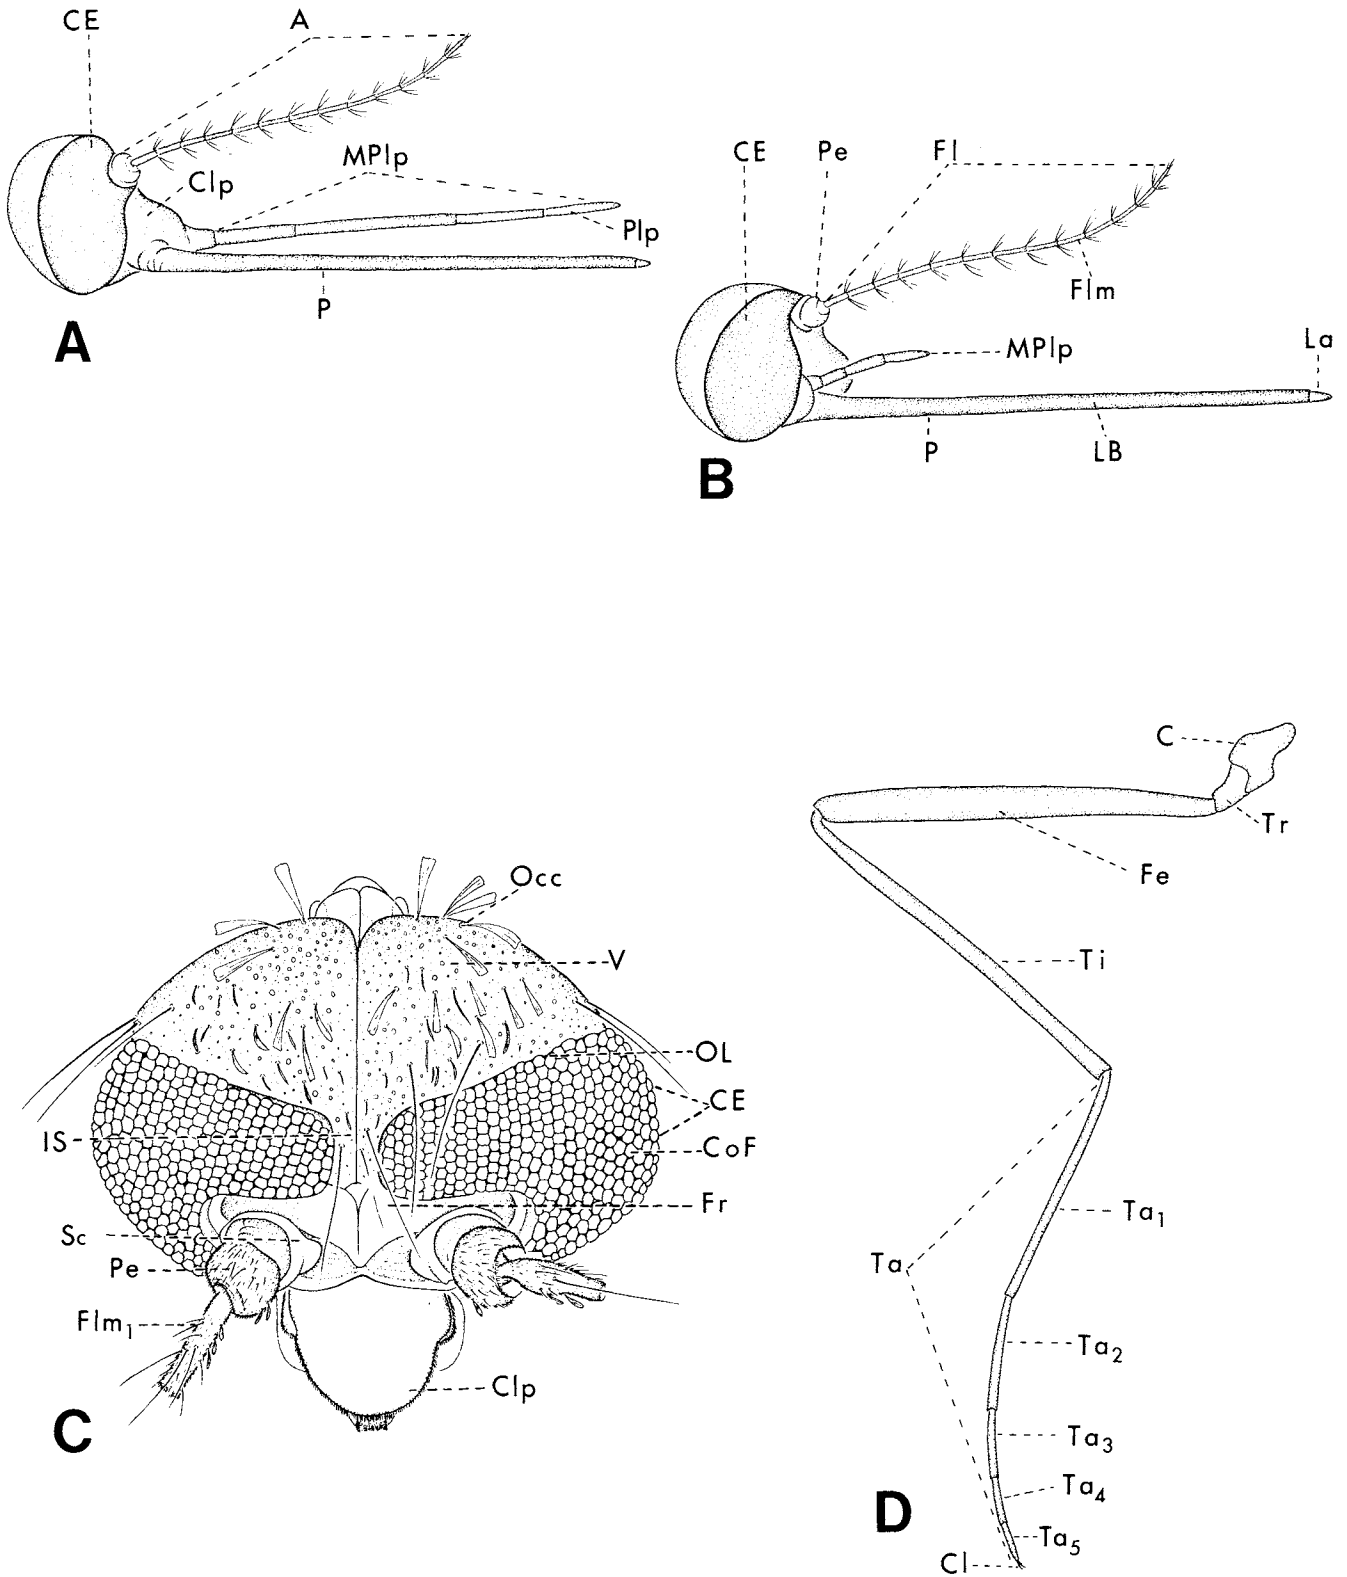 CE
A
MPlp
Clp
Plp
P
A
CE
Pe
Fl
Flm
MPlp
La
P
LB
B
C
Tr
Fe
Ti
Occ
V
OL
CE
IS
CoF
Fr
Sc
Pe
Flm1
Clp
C
Ta1
Ta
Ta2
Ta3
Ta4
Ta5
Cl
D